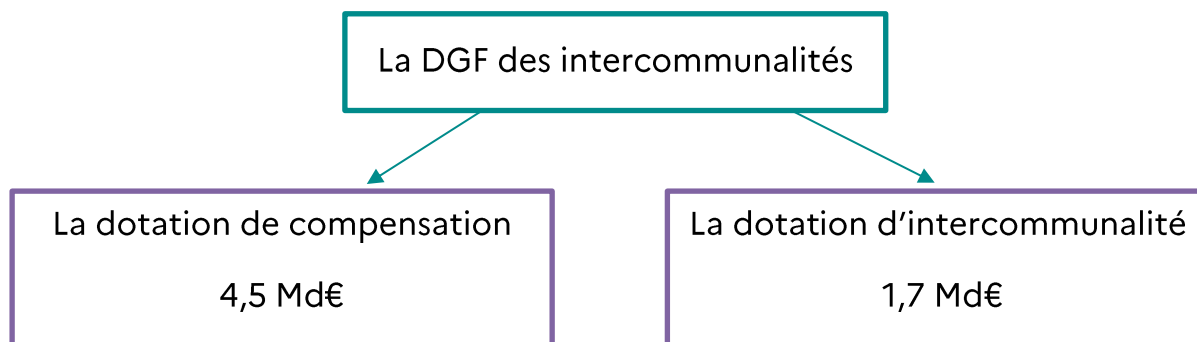 La DGF des intercommunalités
La dotation de compensation
4,5 Md€
La dotation d’intercommunalité
1,7 Md€